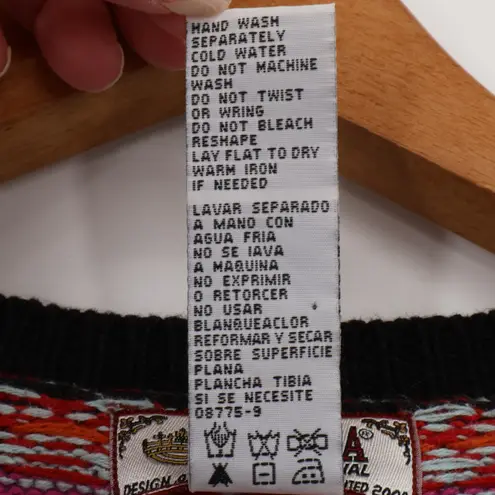 HAND WASH
SEPARATELY
COLD WATER
DO NOT MACHINE
WASH
DO NOT TWIST
OR WRING
DO NOT BLEACH
RESHAPE
LAY FLAT TO DRY
WARM IRON
IF NEEDED
LAVAR SEPARADO
A MANO CON
AGUA FRIA
NO SE IAVA
A MAQUINA
NO EXPRIMIR
O RETORCER
NO USAR
BLANQUEACLOR
REFORMAR Y SECAR
SOBRE SUPERFICIE
PLANA
PLANCHA TIBIA
SI SE NECESITE
08775-9
A®
DESIGN